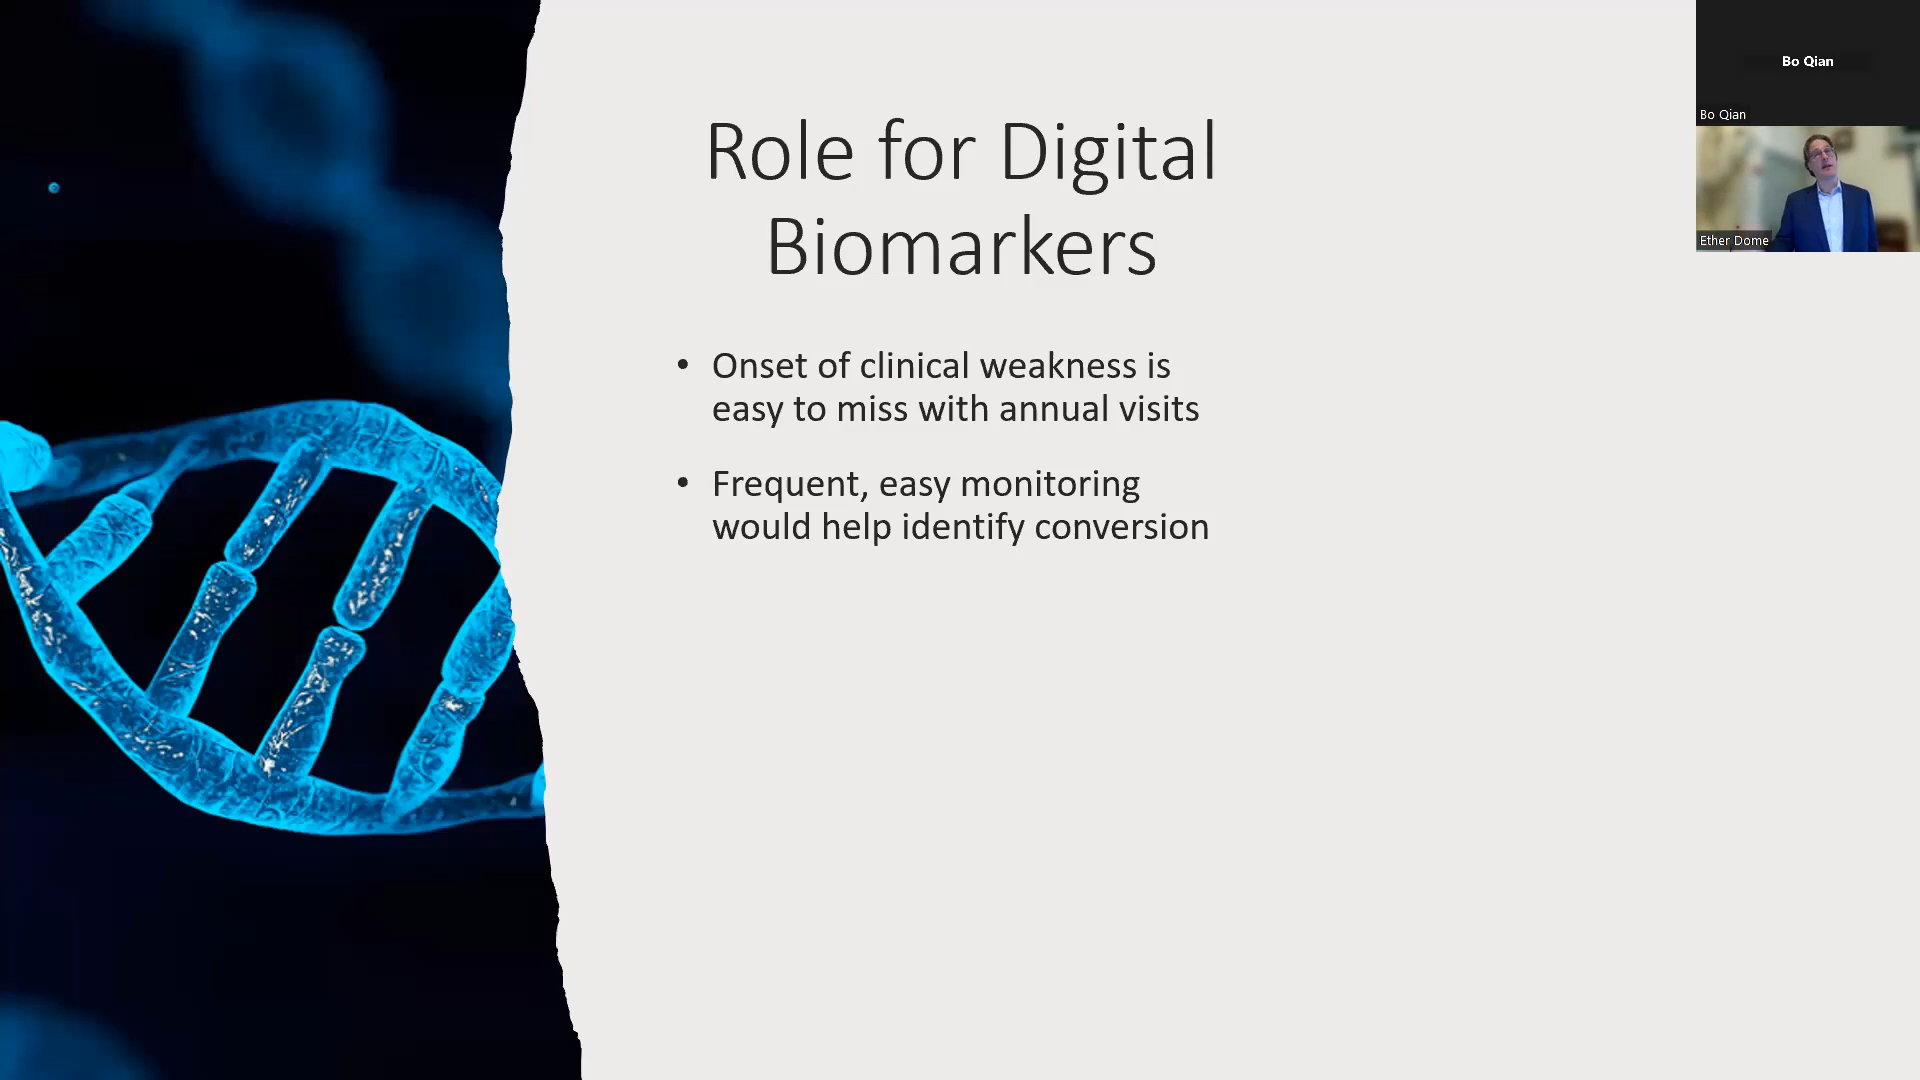 Role for Digital
Biomarkers
• Onset of clinical weakness is
easy to miss with annual visits
• Frequent, easy monitoring
would help identify conversion
Bo Qian
Bo Qian
Ether Dome